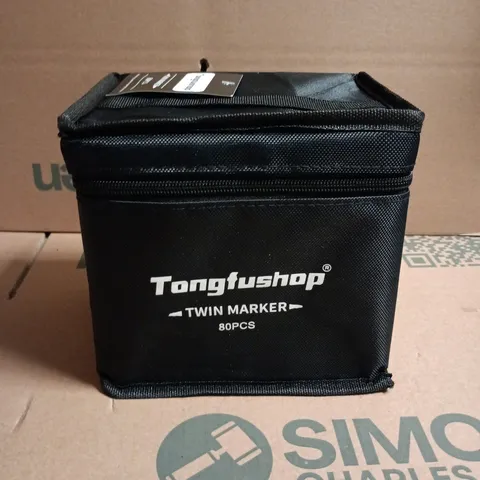 Tongfushop®
TWIN MARKER
80PCS
SIMO
CHARLES